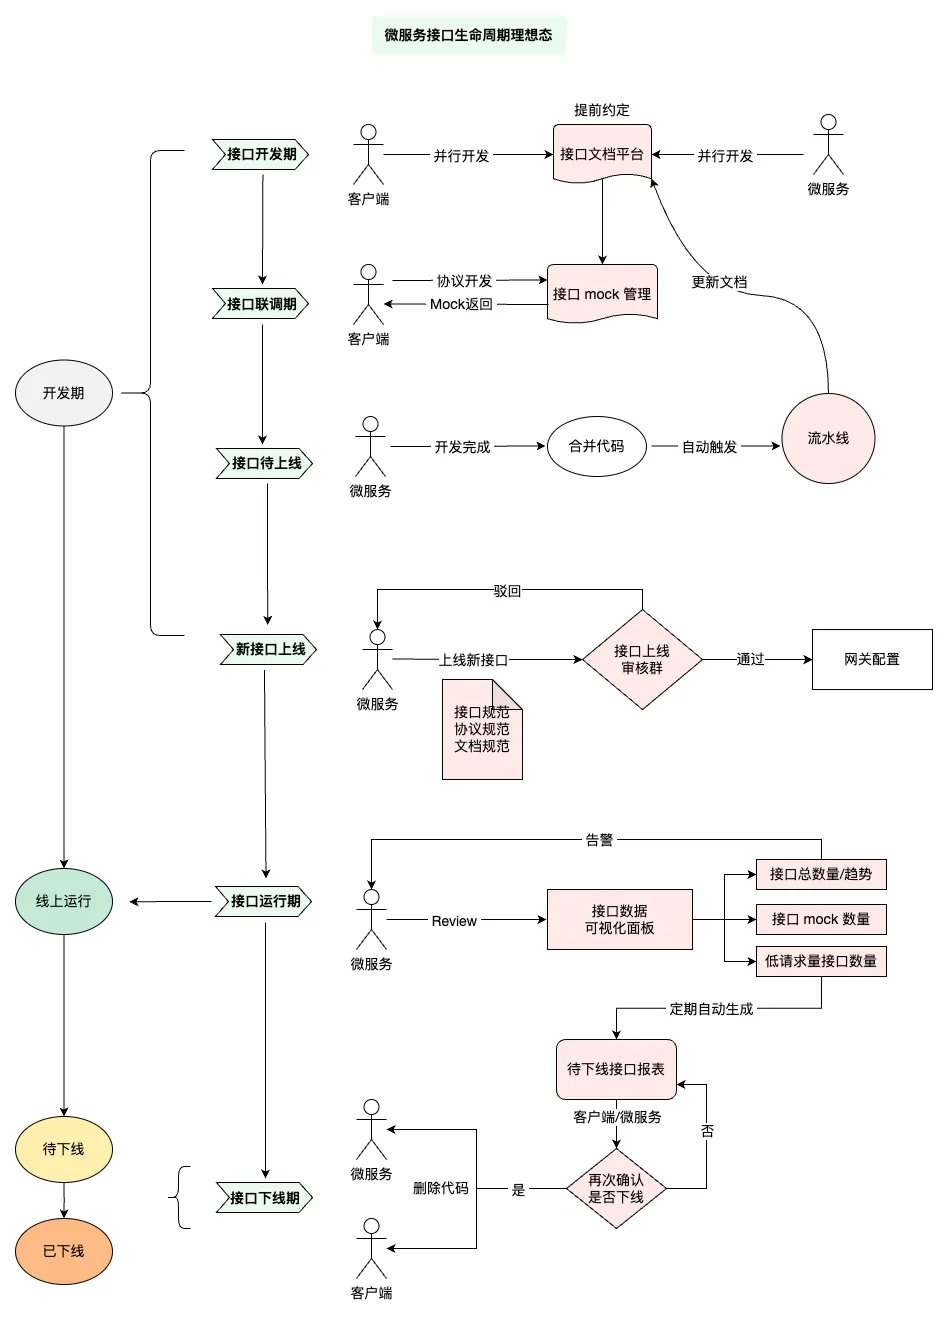 微服务接口生命周期理想态
提前约定
接口开发期
并行开发
接口文档平台
并行开发
客户端
微服务
更新文档
接口联调期
协议开发
Mock返回
接口 mock 管理
客户端
开发期
接口待上线
开发完成
合并代码
自动触发
流水线
微服务
驳回
新接口上线
上线新接口
接口上线
审核群
通过
网关配置
微服务
接口规范
协议规范
文档规范
告警
线上运行
接口运行期
Review
接口数据
可视化面板
接口总数量/趋势
接口 mock 数量
低请求量接口数量
微服务
定期自动生成
待下线接口报表
客户端/微服务
否
待下线
微服务
接口下线期
删除代码
是
再次确认
是否下线
已下线
客户端